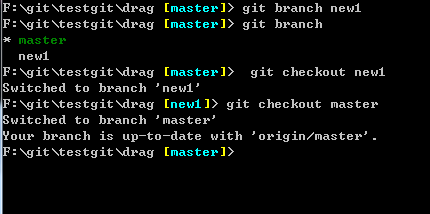 F:\git\testgit\drag [master]> git branch new1
F:\git\testgit\drag [master]> git branch
* master
  new1
F:\git\testgit\drag [master]>  git checkout new1
Switched to branch 'new1'
F:\git\testgit\drag [new1]> git checkout master
Switched to branch 'master'
Your branch is up-to-date with 'origin/master'.
F:\git\testgit\drag [master]>